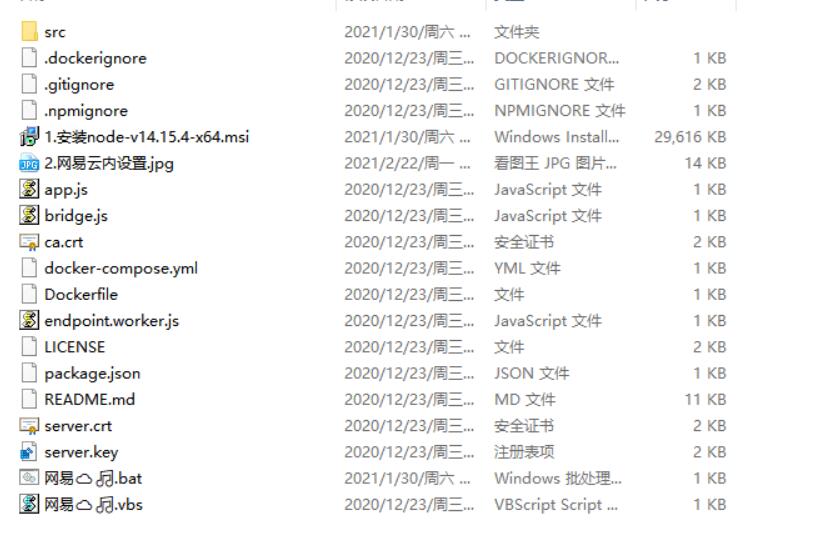 src 2021/1/30/周六 ... 文件夹
.dockerignore 2020/12/23/周三... DOCKERIGNOR... 1 KB
.gitignore 2020/12/23/周三... GITIGNORE 文件 2 KB
.npmignore 2020/12/23/周三... NPMIGNORE 文件 1 KB
1.安装node-v14.15.4-x64.msi 2021/1/30/周六 ... Windows Install... 29,616 KB
2.网易云内设置.jpg 2021/2/22/周一 ... 看图王 JPG 图片... 14 KB
app.js 2020/12/23/周三... JavaScript 文件 1 KB
bridge.js 2020/12/23/周三... JavaScript 文件 1 KB
ca.crt 2020/12/23/周三... 安全证书 2 KB
docker-compose.yml 2020/12/23/周三... YML 文件 1 KB
Dockerfile 2020/12/23/周三... 文件 1 KB
endpoint.worker.js 2020/12/23/周三... JavaScript 文件 1 KB
LICENSE 2020/12/23/周三... 文件 2 KB
package.json 2020/12/23/周三... JSON 文件 1 KB
README.md 2020/12/23/周三... MD 文件 11 KB
server.crt 2020/12/23/周三... 安全证书 2 KB
server.key 2020/12/23/周三... 注册表项 2 KB
网易☁🎵.bat 2021/1/30/周六 ... Windows 批处理... 1 KB
网易☁🎵.vbs 2020/12/23/周三... VBScript Script ... 1 KB